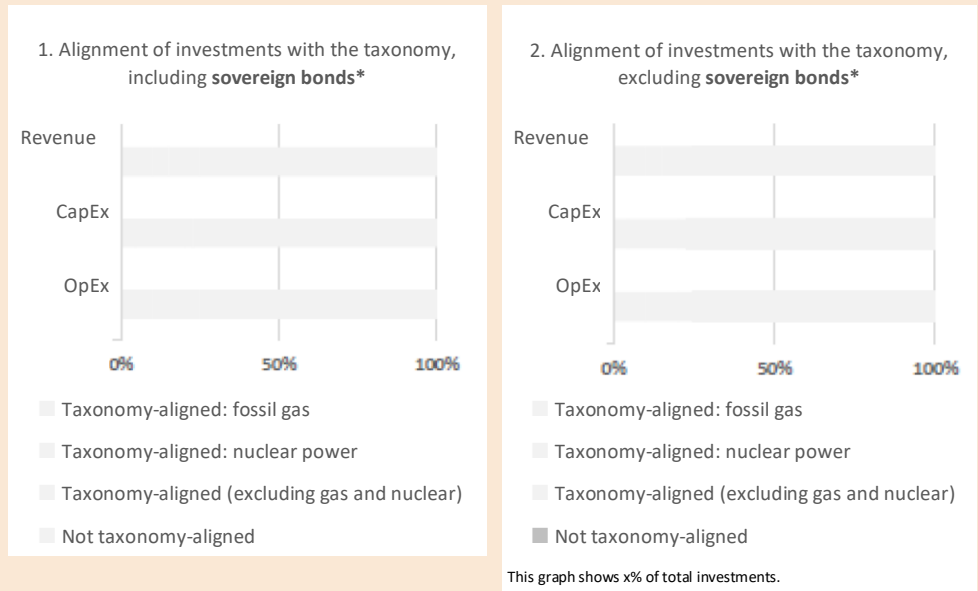 1. Alignment of investments with the taxonomy,
including sovereign bonds*
Revenue
CapEx
OpEx
0% 50% 100%
Taxonomy-aligned: fossil gas
Taxonomy-aligned: nuclear power
Taxonomy-aligned (excluding gas and nuclear)
Not taxonomy-aligned
2. Alignment of investments with the taxonomy,
excluding sovereign bonds*
Revenue
CapEx
OpEx
0% 50% 100%
Taxonomy-aligned: fossil gas
Taxonomy-aligned: nuclear power
Taxonomy-aligned (excluding gas and nuclear)
Not taxonomy-aligned
This graph shows x% of total investments.